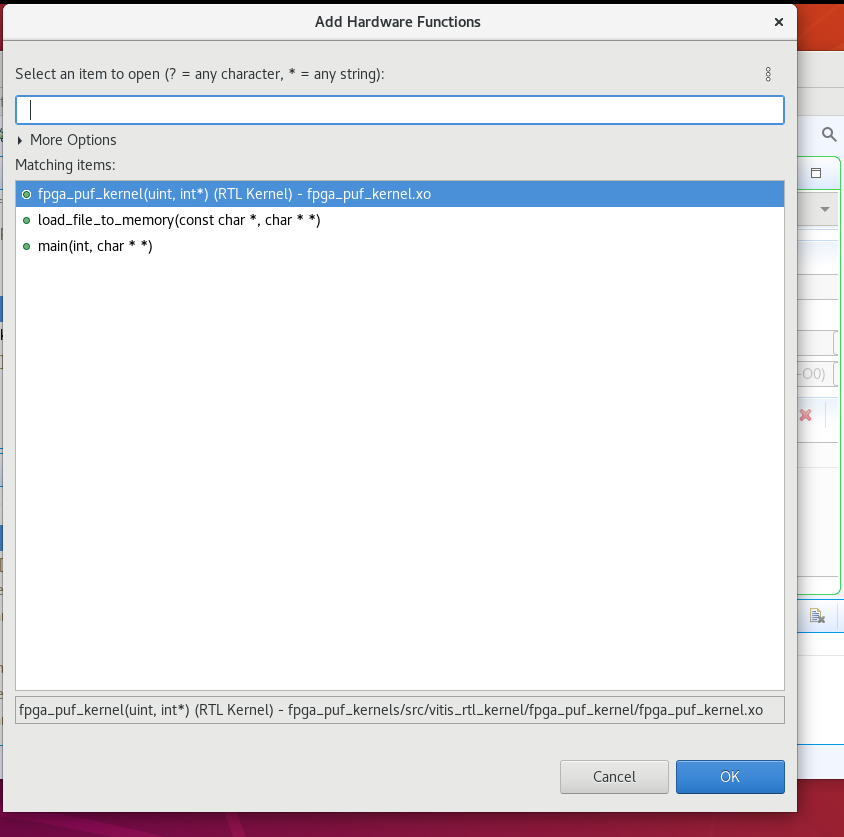 Add Hardware Functions
Select an item to open (? = any character, * = any string):
More Options
Matching items:
fpga_puf_kernel(uint, int*) (RTL Kernel) - fpga_puf_kernel.xo
load_file_to_memory(const char *, char * *)
main(int, char * *)
-O0)
fpga_puf_kernel(uint, int*) (RTL Kernel) - fpga_puf_kernels/src/vitis_rtl_kernel/fpga_puf_kernel/fpga_puf_kernel.xo
Cancel
OK